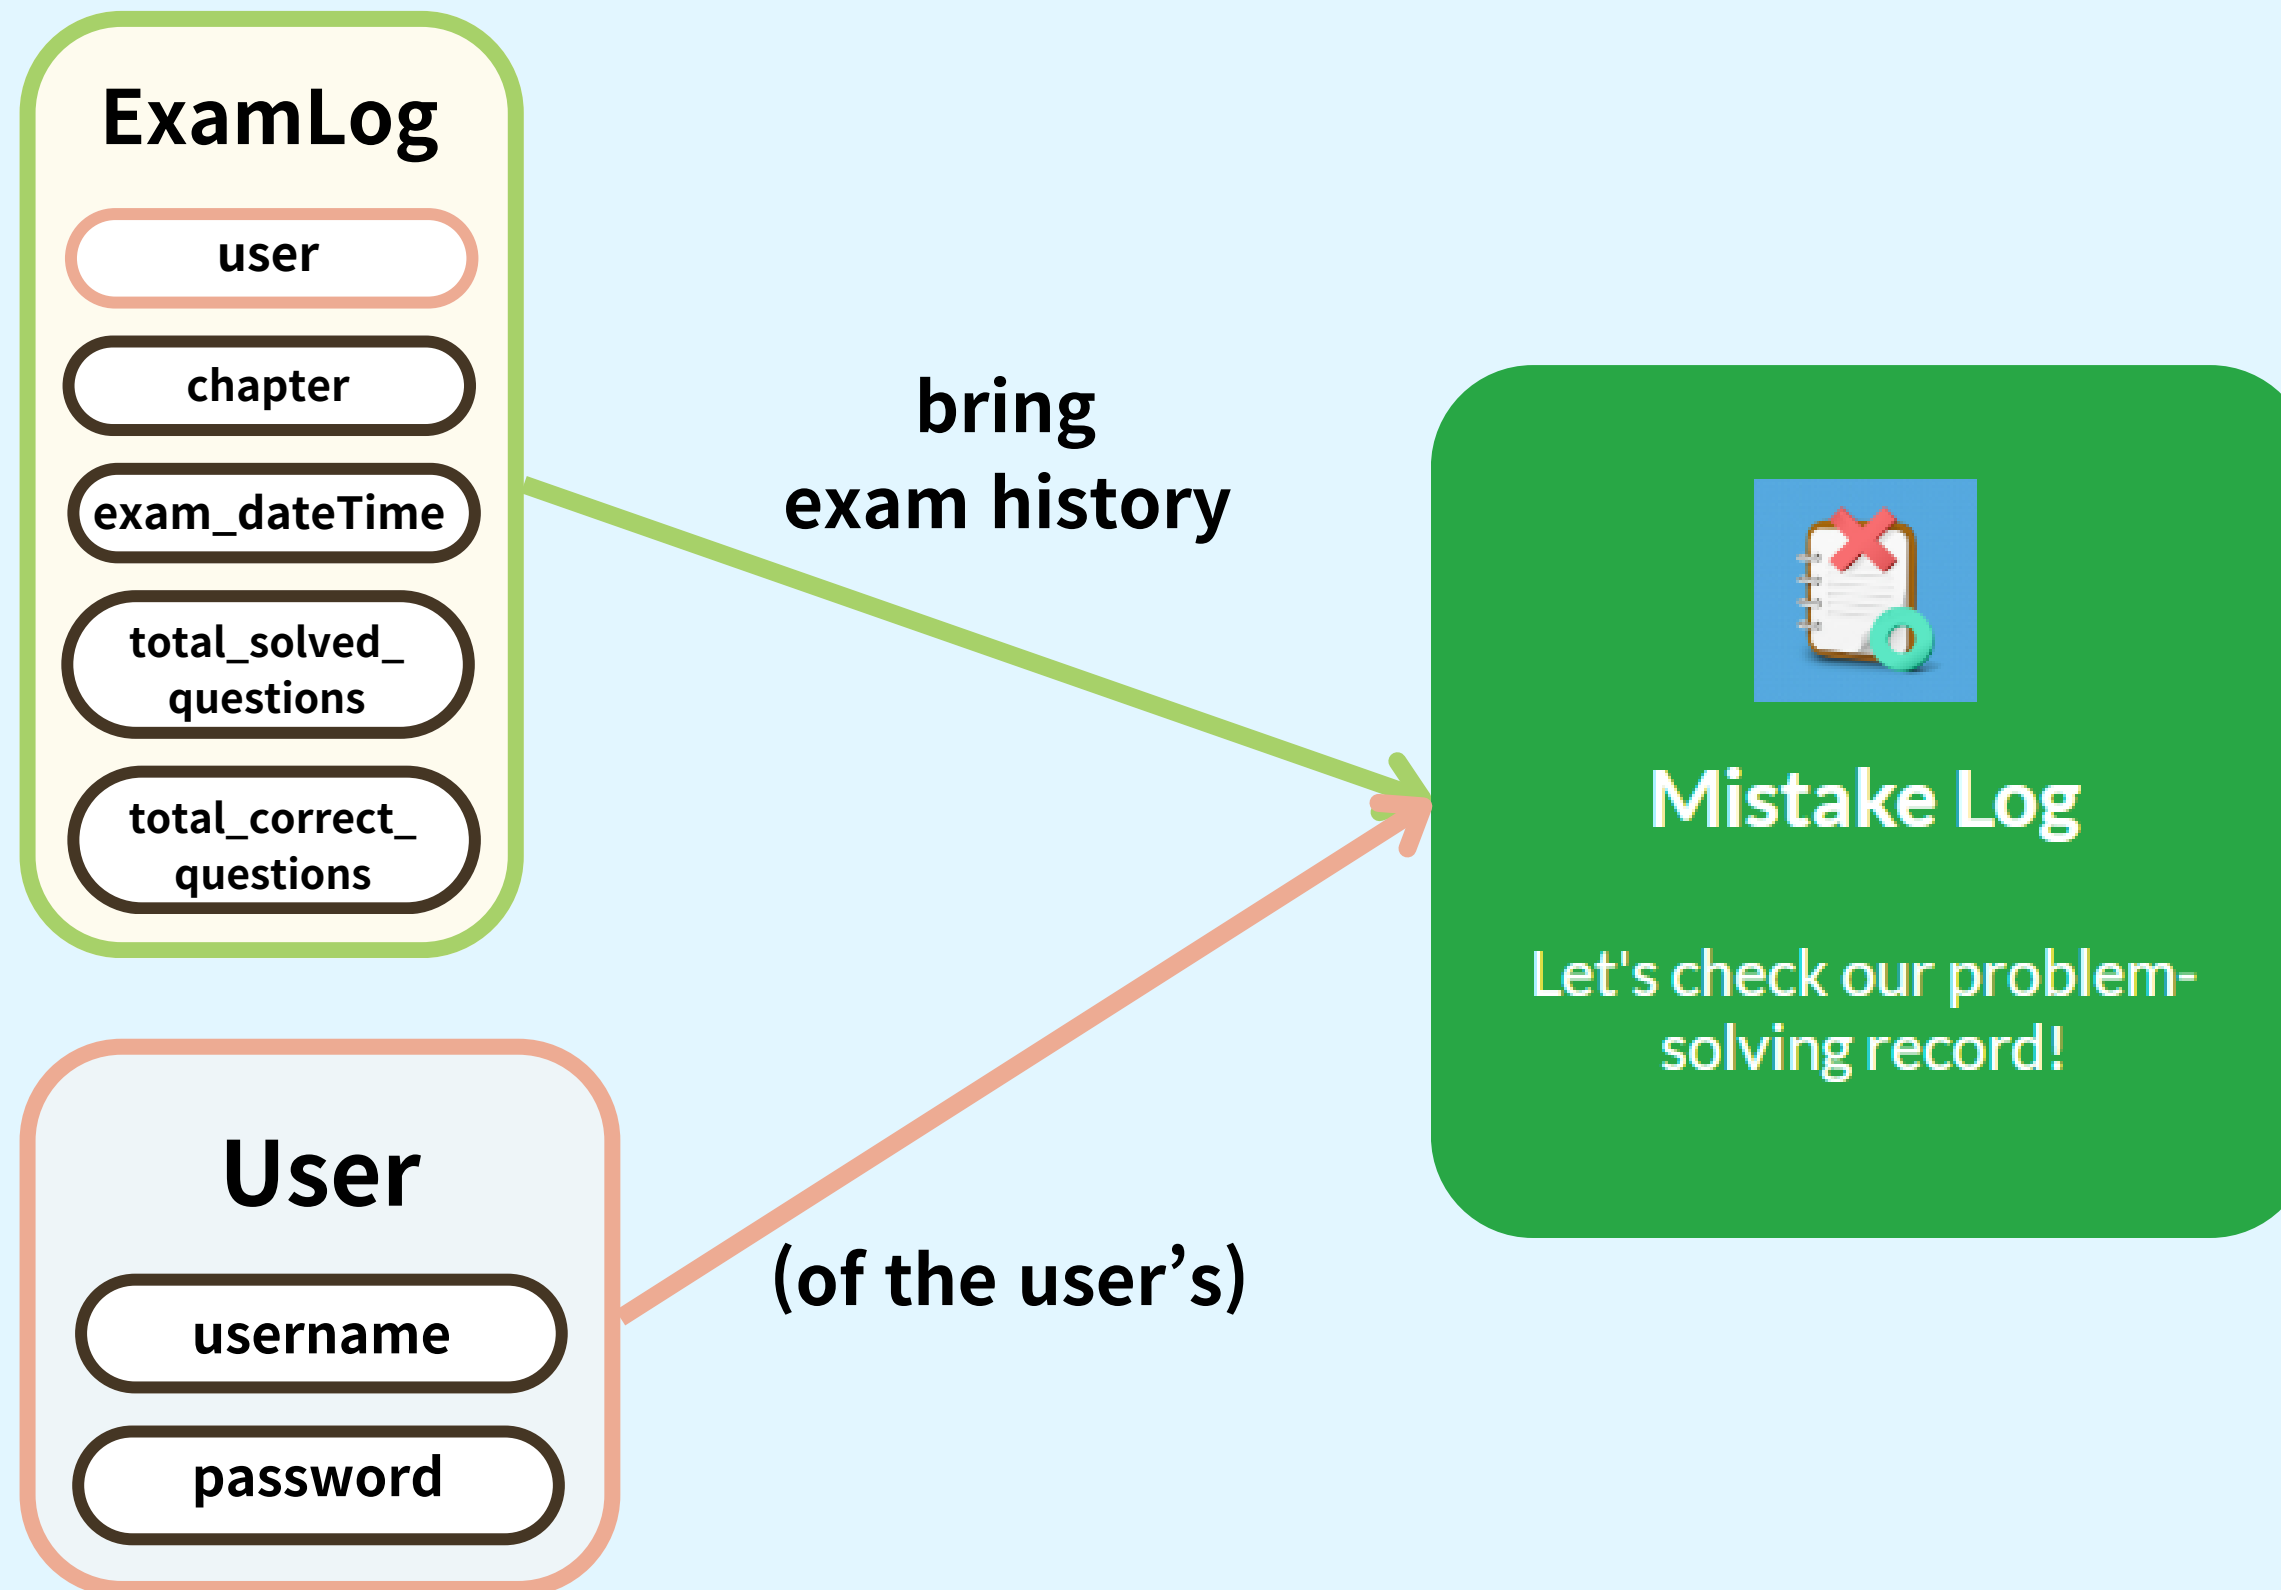 ExamLog
user
chapter
exam_dateTime
total_solved_
questions
total_correct_
questions
bring
exam history
Mistake Log
Let's check our problem-
solving record!
User
username
password
(of the user’s)